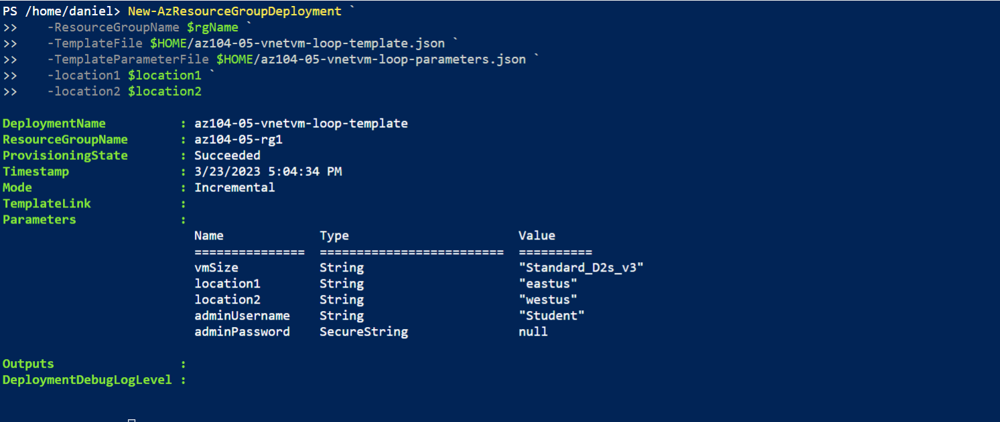 PS /home/daniel> New-AzResourceGroupDeployment `
>>    -ResourceGroupName $rgName `
>>    -TemplateFile $HOME/az104-05-vnetvm-loop-template.json `
>>    -TemplateParameterFile $HOME/az104-05-vnetvm-loop-parameters.json `
>>    -location1 $location1 `
>>    -location2 $location2
DeploymentName          : az104-05-vnetvm-loop-template
ResourceGroupName       : az104-05-rg1
ProvisioningState       : Succeeded
Timestamp               : 3/23/2023 5:04:34 PM
Mode                    : Incremental
TemplateLink            :
Parameters              :
                          Name             Type                       Value
                          ===============  =========================  ==========
                          vmSize           String                     "Standard_D2s_v3"
                          location1        String                     "eastus"
                          location2        String                     "westus"
                          adminUsername    String                     "Student"
                          adminPassword    SecureString               null
Outputs                 :
DeploymentDebugLogLevel :